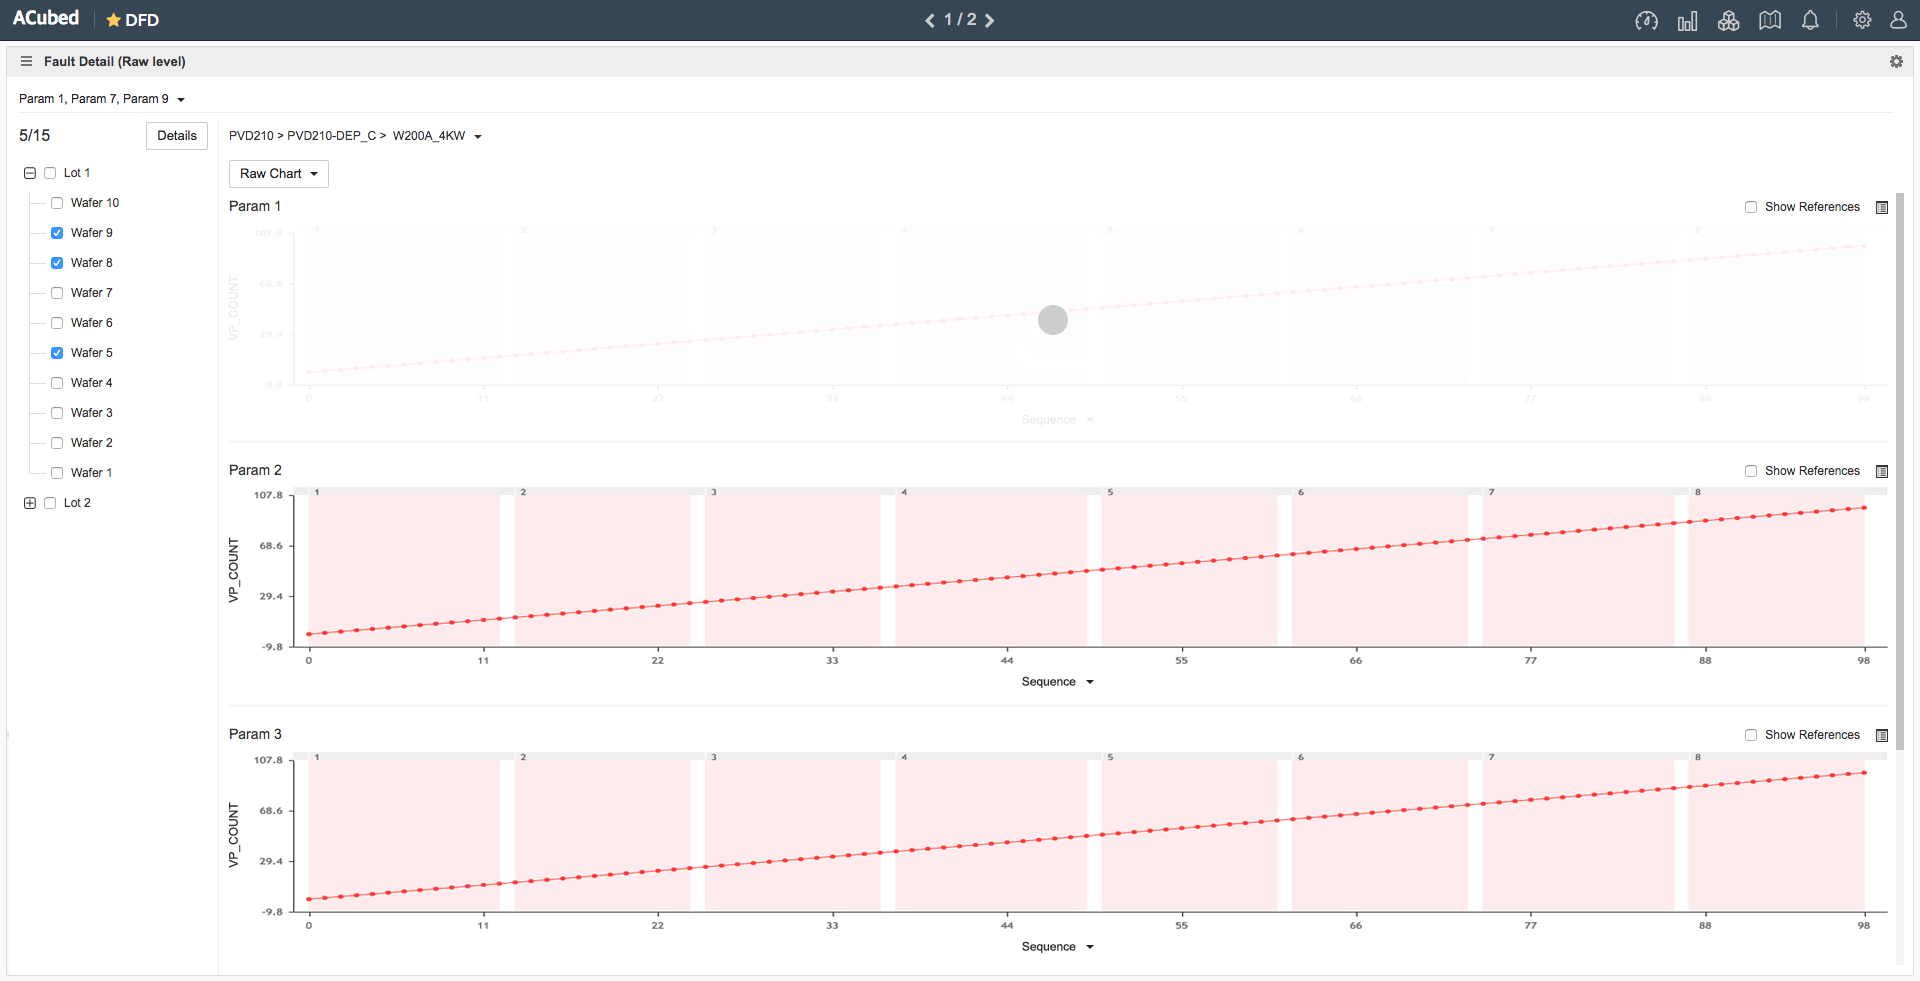 ACubed DFD 1 / 2
Fault Detail (Raw level)
Param 1, Param 7, Param 9
5/15 Details
Lot 1
Wafer 10
Wafer 9
Wafer 8
Wafer 7
Wafer 6
Wafer 5
Wafer 4
Wafer 3
Wafer 2
Wafer 1
Lot 2
PVD210 > PVD210-DEP_C > W200A_4KW
Raw Chart
Param 1 Show References
1 2 3 4 5 6 7 8
107.8
68.6
29.4
-9.8
VP_COUNT
0 11 22 33 44 55 66 77 88 98
Sequence
Param 2 Show References
1 2 3 4 5 6 7 8
107.8
68.6
29.4
-9.8
VP_COUNT
0 11 22 33 44 55 66 77 88 98
Sequence
Param 3 Show References
1 2 3 4 5 6 7 8
107.8
68.6
29.4
-9.8
VP_COUNT
0 11 22 33 44 55 66 77 88 98
Sequence